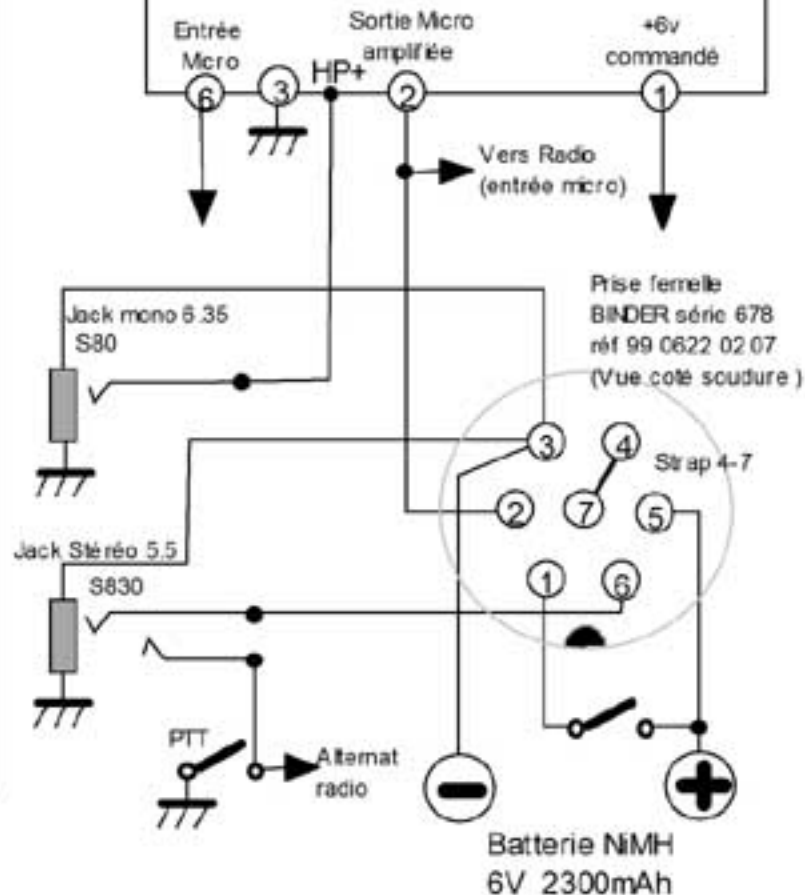 Entrée
Micro
Sortie Micro
amplifiée
+6v
commandé
6
3
HP+
2
1
Vers Radio
(entrée micro)
Prise femelle
BINDER série 678
réf 99 0622 02 07
(Vue coté soudure )
Jack mono 6.35
S80
3
4
Strap 4-7
2
7
5
Jack Stéréo 5.5
S830
1
6
PTT
Alternat
radio
Batterie NiMH
6V 2300mAh